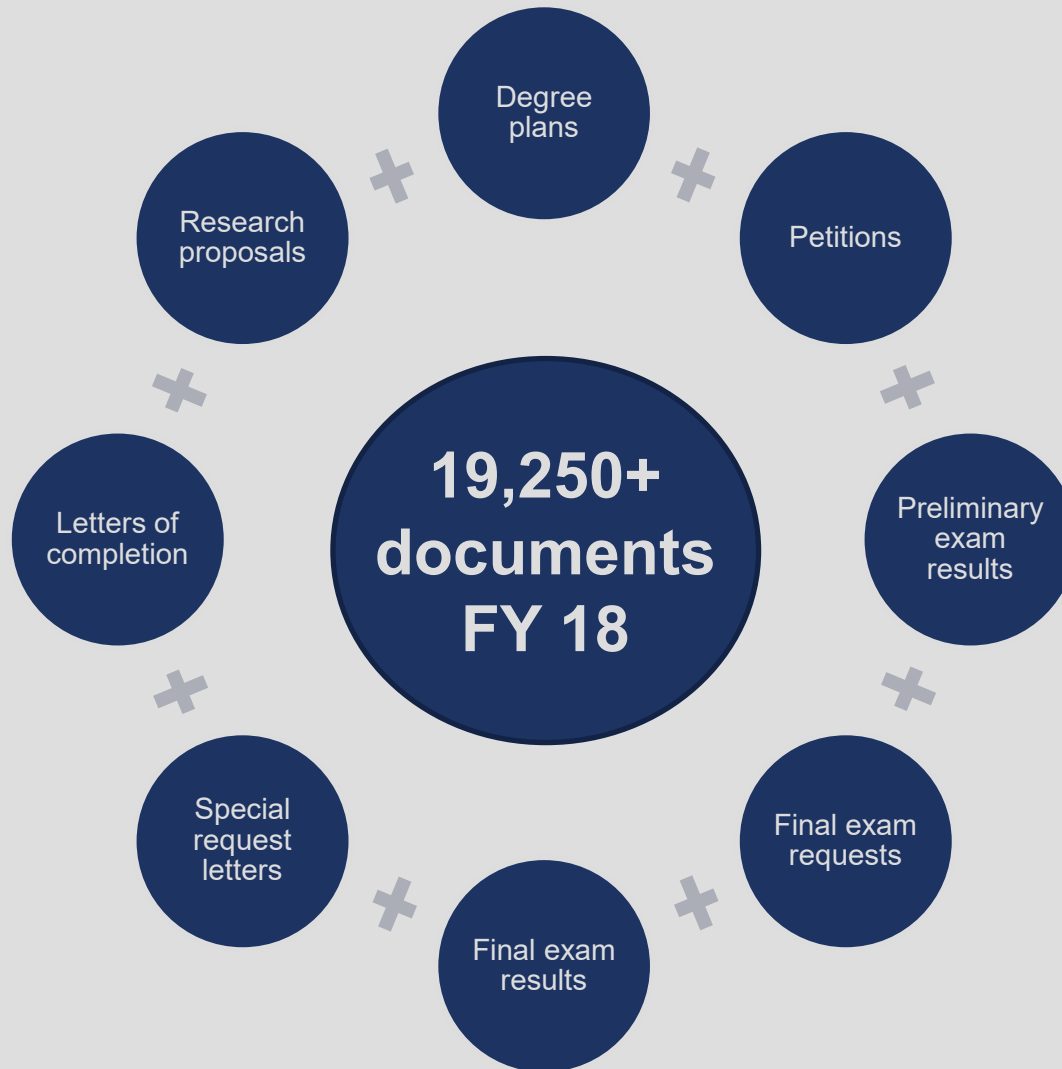 Degree
plans
Petitions
Preliminary
exam
results
Final exam
requests
Final exam
results
Special
request
letters
Letters of
completion
Research
proposals
19,250+
documents
FY 18